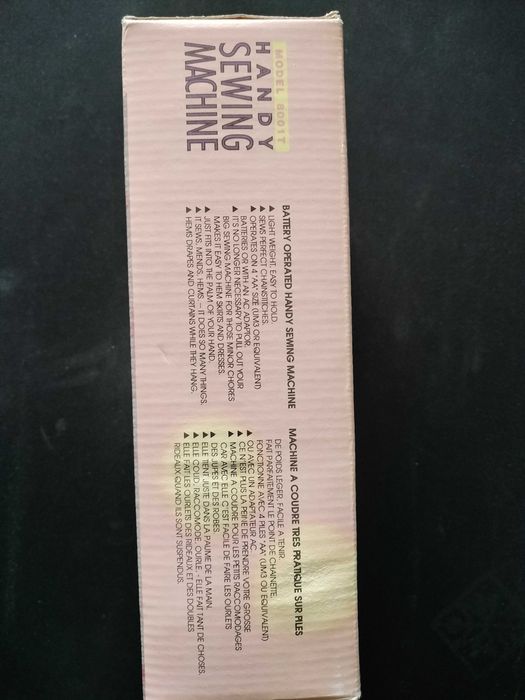 MODEL 8001T
HANDY
SEWING
MACHINE
BATTERY OPERATED HANDY SEWING MACHINE
▲ LIGHT WEIGHT. EASY TO HOLD.
▲ SEWS PERFECT CHAINSTITCHES.
▲ OPERATES ON 4 "AA" SIZE (UM3 OR EQUIVALENT)
BATTERIES OR WITH AN AC ADAPTOR.
▲ IT'S NO LONGER NECESSARY TO PULL OUT YOUR
BIG SEWING MACHINE FOR THOSE MINOR CHORES
MAKES IT EASY TO HEM SKIRTS AND DRESSES.
▲ JUST FITS INTO THE PALM OF YOUR HAND.
▲ IT SEWS, MENDS, HEMS.... IT DOES SO MANY THINGS.
▲ HEMS DRAPES AND CURTAINS WHILE THEY HANG.
MACHINE A COUDRE TRES PRATIQUE SUR PILES
DE POIDS LEGER. FACILE A TENIR.
FAIT PARFAITEMENT LE POINT DE CHAINETTE.
FONCTIONNE AVEC 4 PILES "AA" (UM3 OU EQUIVALENT)
▲ OU AVEC UN ADAPTATEUR AC.
▲ CE N'EST PLUS LA PEINE DE PRENDRE VOTRE GROSSE
▲ MACHINE A COUDRE POUR LES PETITS RACCOMODAGES
CAR AVEC ELLE C'EST FACILE DE FAIRE LES OURLETS
▲ DES JUPES ET DES ROBES
▲ ELLE TIENT JUSTE DANS LA PAUME DE LA MAIN.
▲ ELLE COUD, RACCOMODE, OURLE... ELLE FAIT TANT DE CHOSES.
▲ ELLE FAIT LES OURLETS DES RIDEAUX ET DES DOUBLES
RIDEAUX QUAND ILS SONT SUSPENDUS.